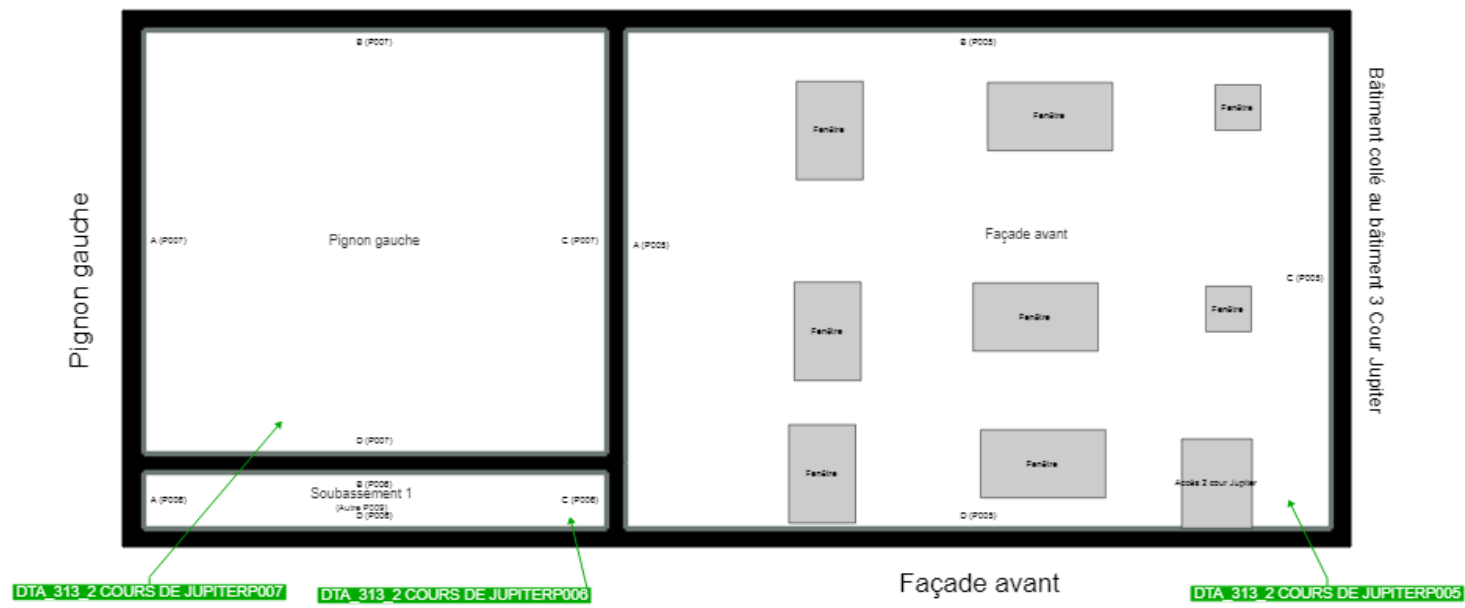 Pignon gauche
B (P007)
A (P007)
Pignon gauche
C (P007)
D (P007)
B (P006)
A (P006)
Soubassement 1
C (P006)
(Autre P009)
D (P006)
B (P005)
Fenêtre
Fenêtre
Fenêtre
A (P005)
Façade avant
C (P005)
Fenêtre
Fenêtre
Fenêtre
Fenêtre
Fenêtre
Accès 2 cour Jupiter
D (P005)
Bâtiment collé au bâtiment 3 Cour Jupiter
Façade avant
DTA_313_2 COURS DE JUPITERP007
DTA_313_2 COURS DE JUPITERP006
DTA_313_2 COURS DE JUPITERP005